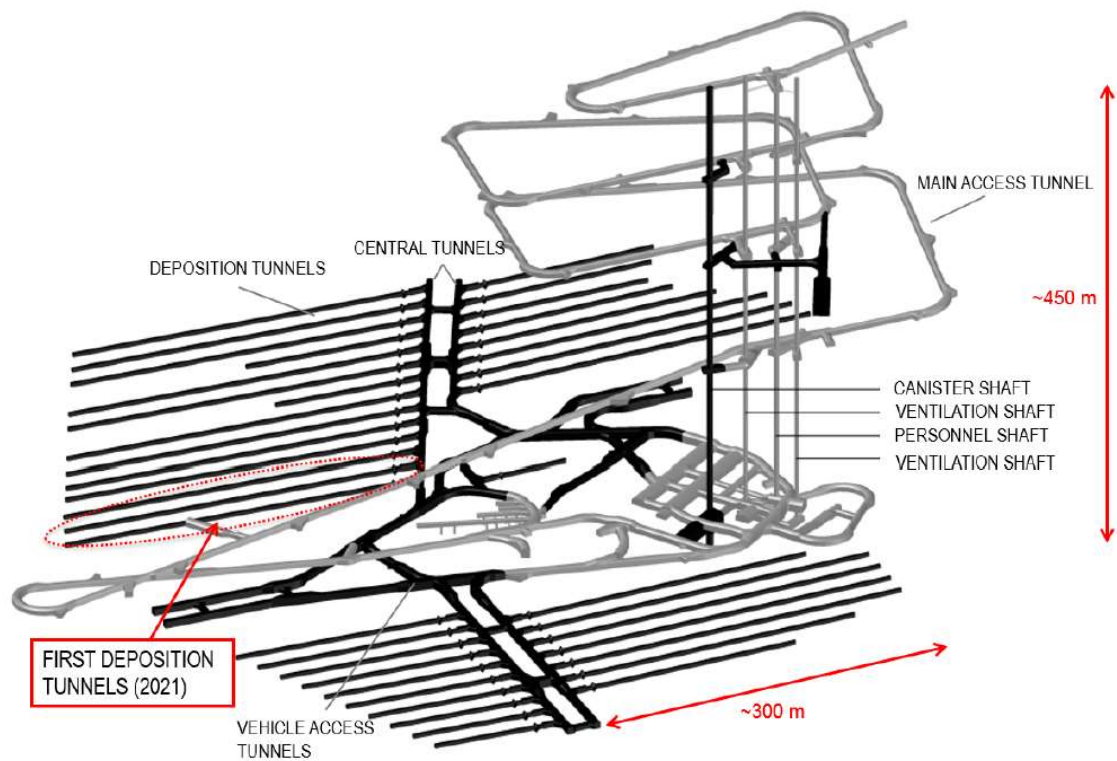 MAIN ACCESS TUNNEL
CENTRAL TUNNELS
DEPOSITION TUNNELS
~450 m
CANISTER SHAFT
VENTILATION SHAFT
PERSONNEL SHAFT
VENTILATION SHAFT
FIRST DEPOSITION
TUNNELS (2021)
~300 m
VEHICLE ACCESS
TUNNELS